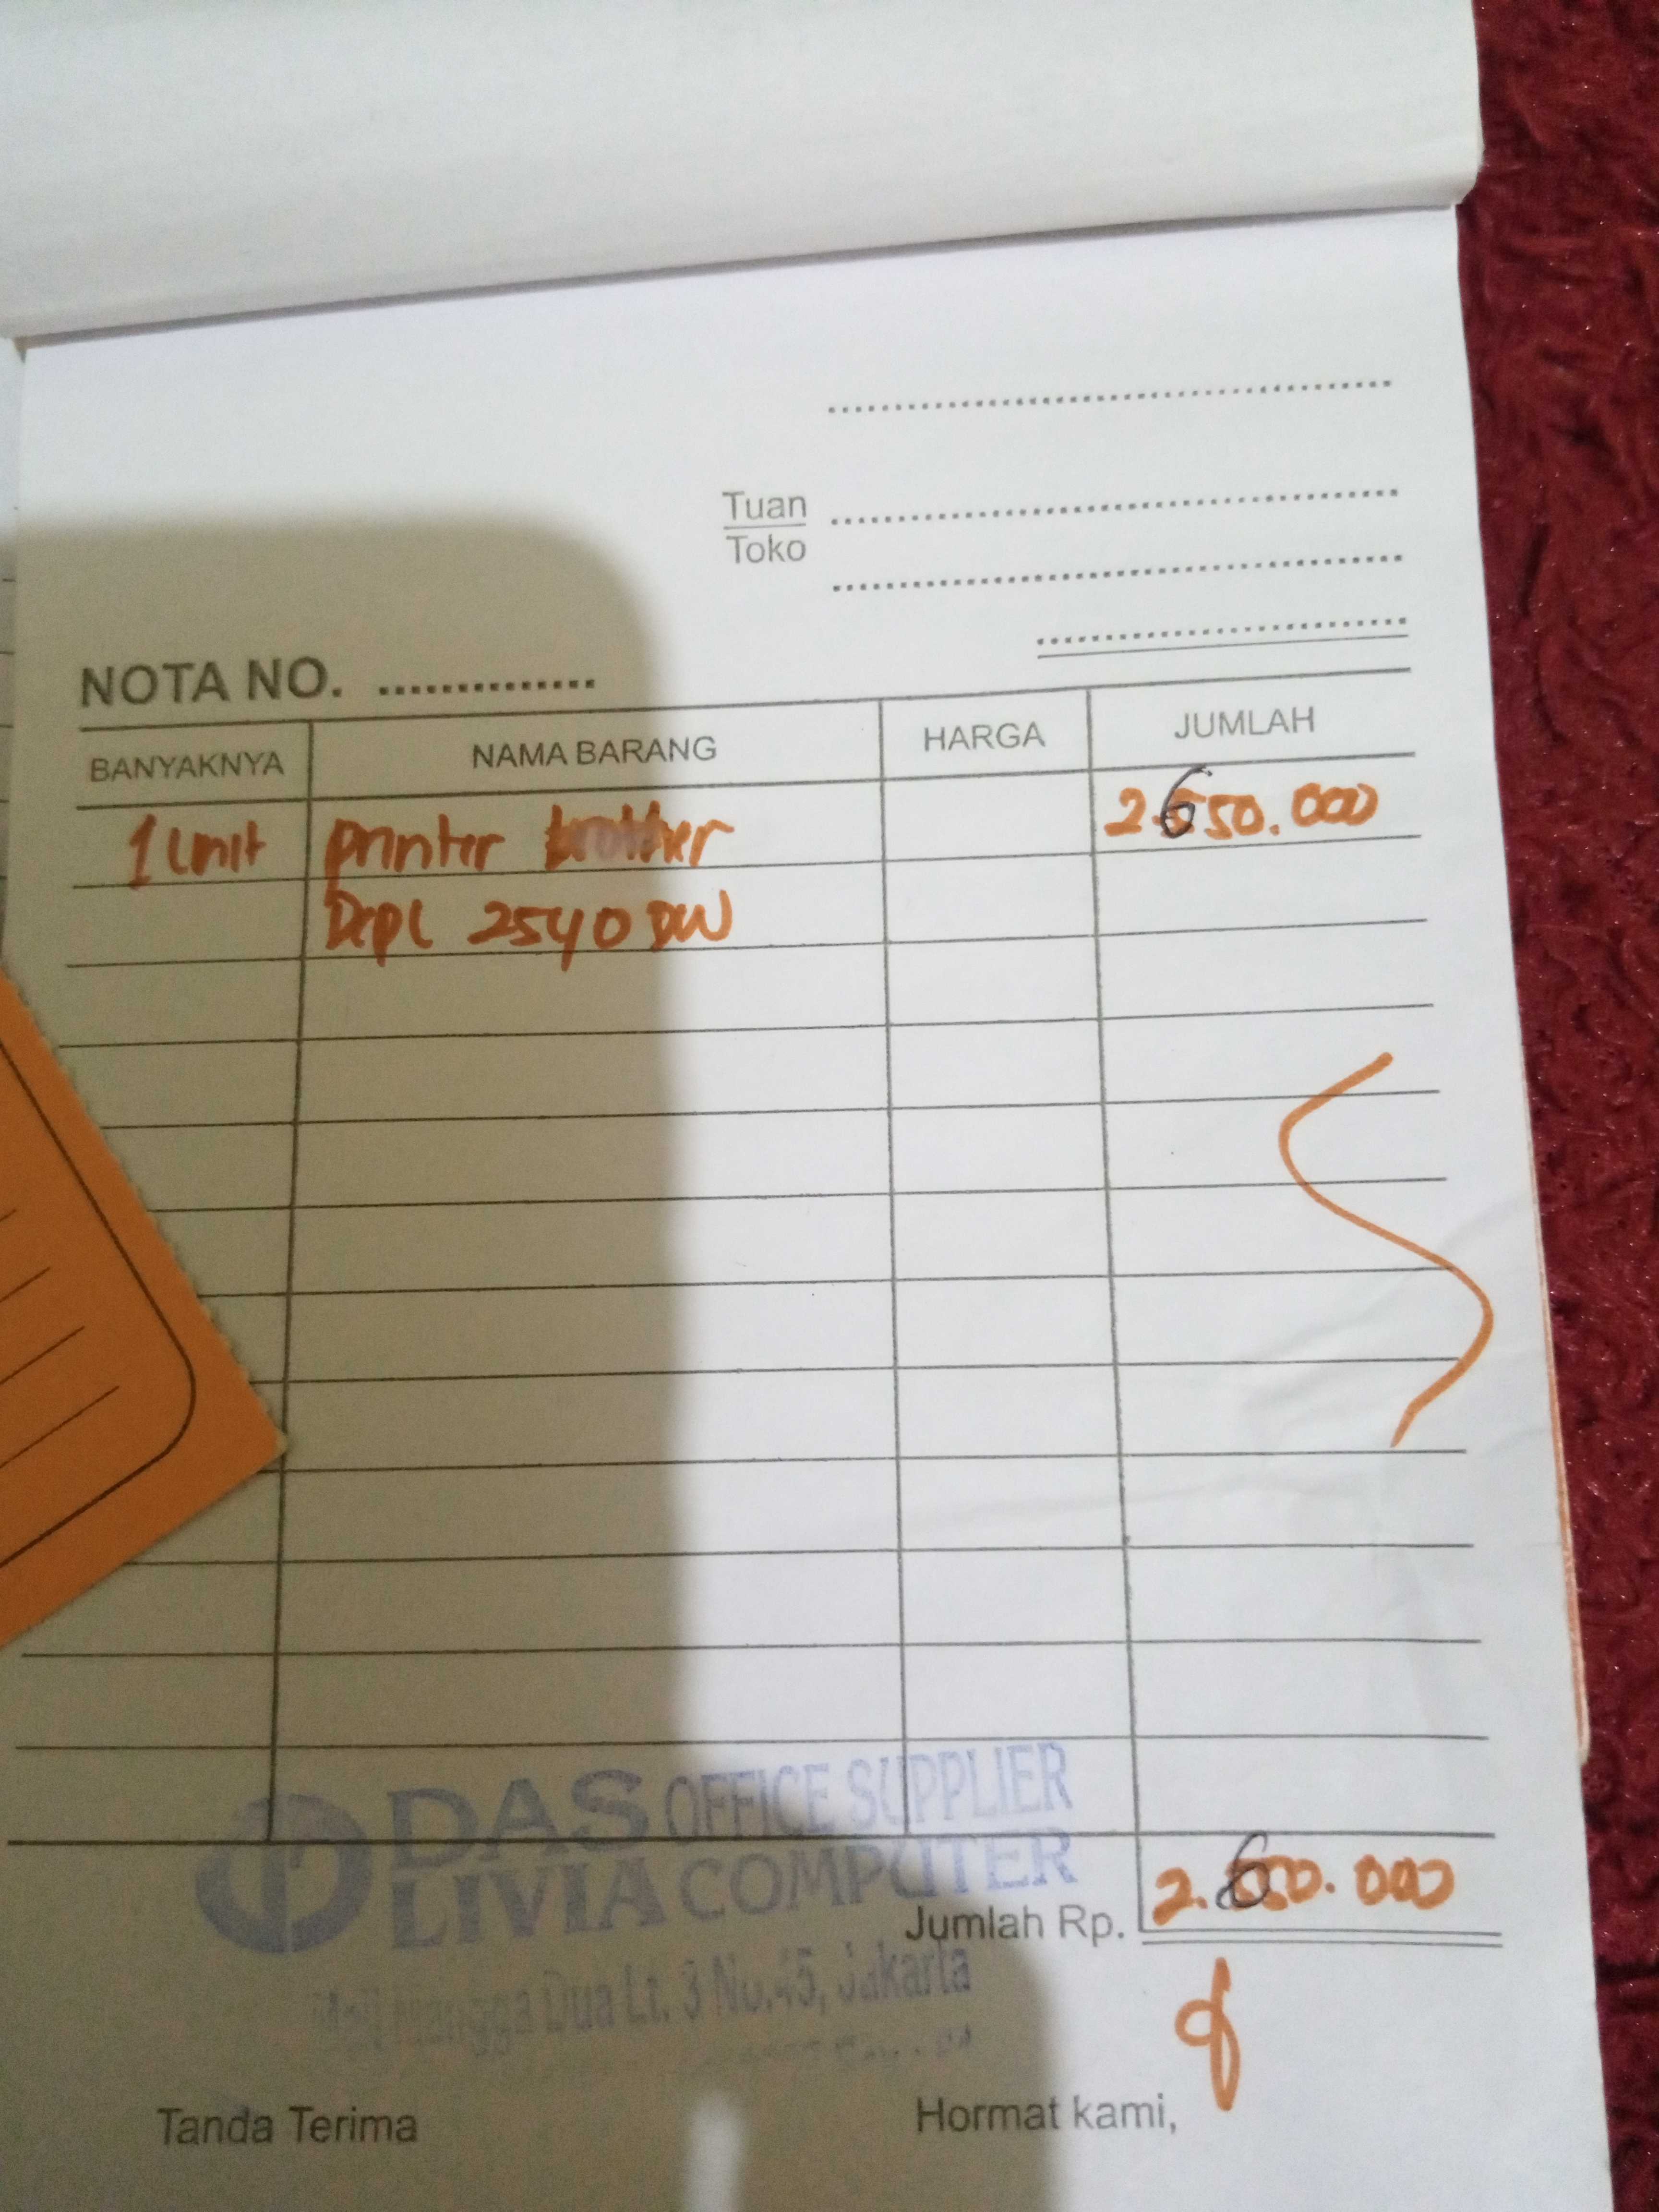 Tuan
Toko
NOTA NO.
BANYAKNYA NAMA BARANG HARGA JUMLAH
1 Unit printer brother 2.650.000
Dcpl 2540 DW
DAS OFFICE SUPPLIER
LIVIA COMPUTER
Jumlah Rp. 2.650.000
Mangga Dua Lt. 3 No.45, Jakarta
Tanda Terima Hormat kami,